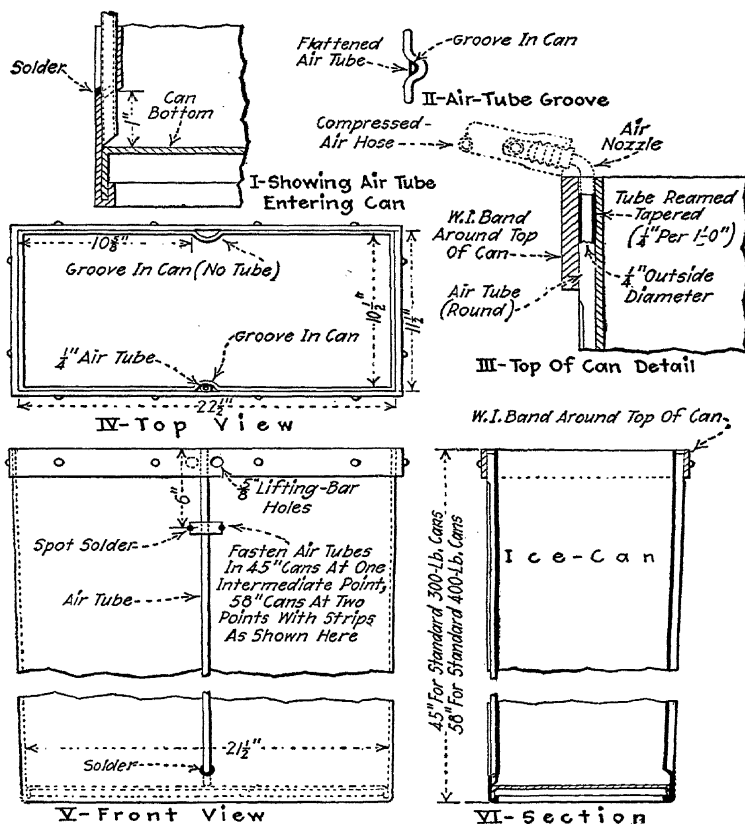 Solder
Can
Bottom
1"
I-Showing Air Tube
Entering Can
Flattened
Air Tube
Groove In Can
II-Air-Tube Groove
Compressed-
Air Hose
Air
Nozzle
W.I. Band
Around Top
Of Can
Air Tube
(Round)
Tube Reamed
Tapered
(1/4" Per 1'-0")
1/4" Outside
Diameter
III-Top Of Can Detail
10 5/8"
Groove In Can (No Tube)
10 1/2"
11 1/2"
1/4" Air Tube
Groove In Can
22 1/2"
IV-Top View
6"
5/8" Lifting-Bar
Holes
Spot Solder
Air Tube
Fasten Air Tubes
In 45" Cans At One
Intermediate Point,
58" Cans At Two
Points With Strips
As Shown Here
21 1/2"
Solder
V-Front View
W.I. Band Around Top Of Can
Ice-Can
45" For Standard 300-Lb. Cans
58" For Standard 400-Lb. Cans
VI-Section